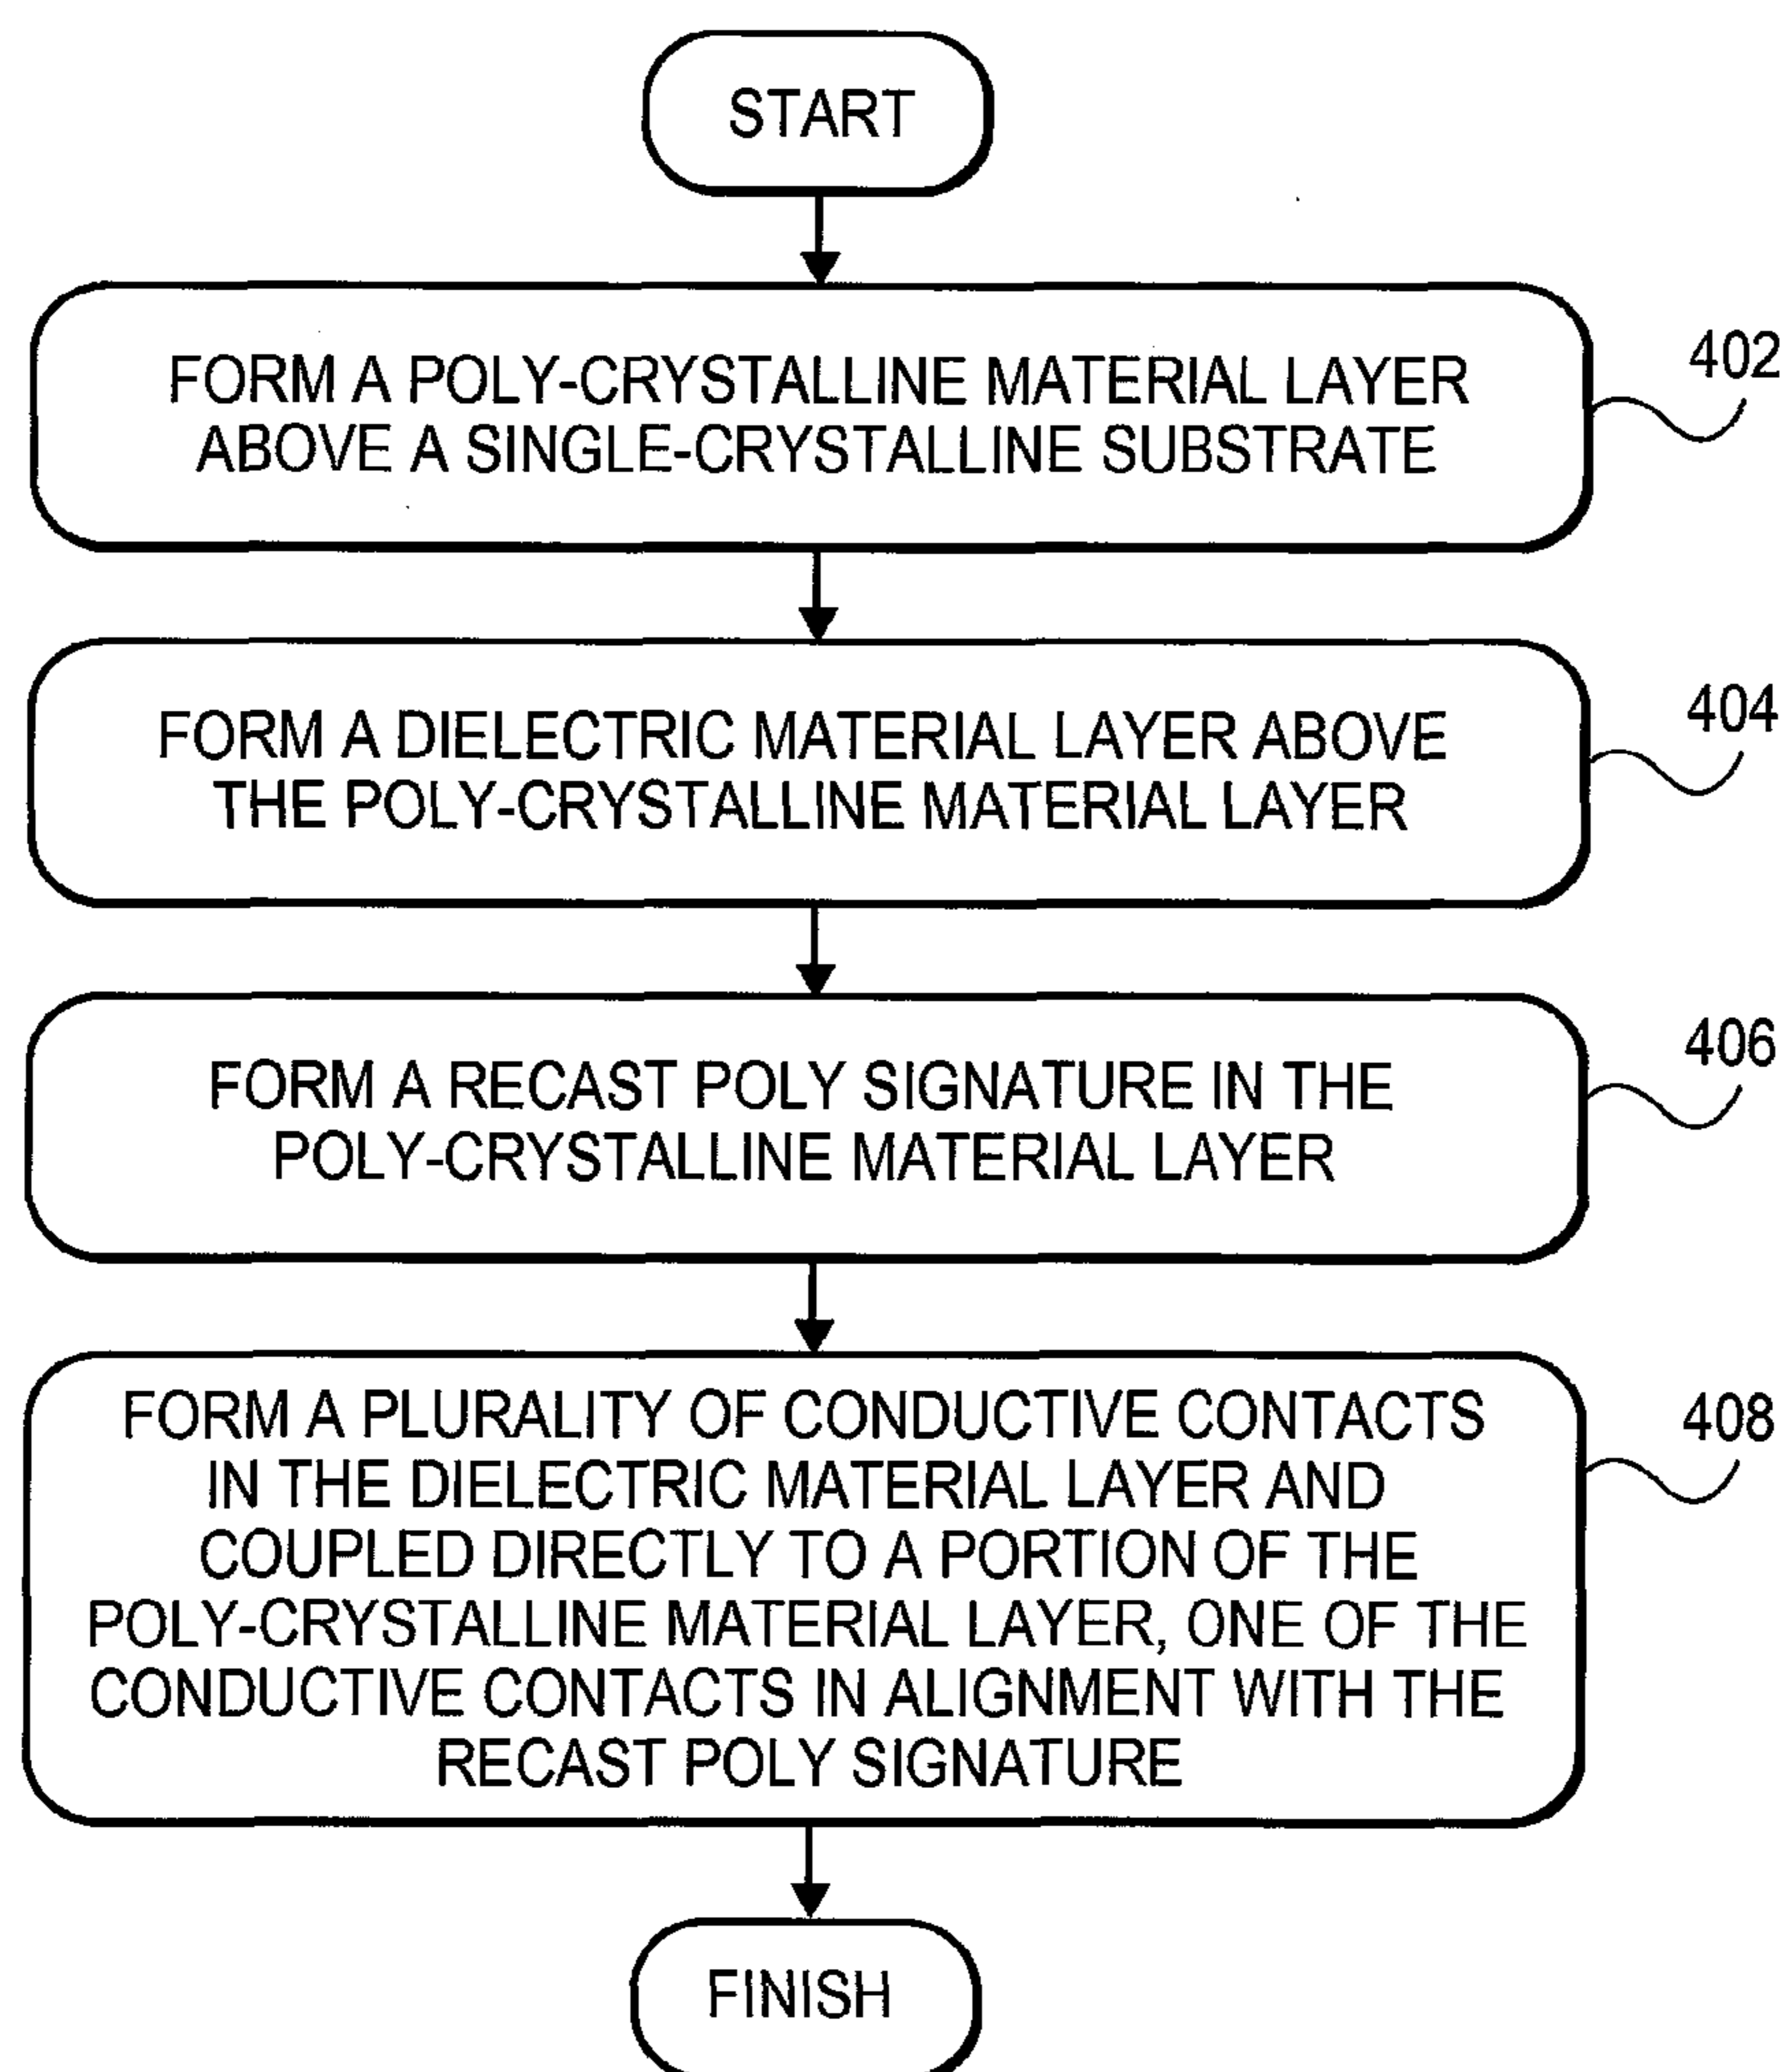 START
FORM A POLY-CRYSTALLINE MATERIAL LAYER
ABOVE A SINGLE-CRYSTALLINE SUBSTRATE
402
FORM A DIELECTRIC MATERIAL LAYER ABOVE
THE POLY-CRYSTALLINE MATERIAL LAYER
404
FORM A RECAST POLY SIGNATURE IN THE
POLY-CRYSTALLINE MATERIAL LAYER
406
FORM A PLURALITY OF CONDUCTIVE CONTACTS
IN THE DIELECTRIC MATERIAL LAYER AND
COUPLED DIRECTLY TO A PORTION OF THE
POLY-CRYSTALLINE MATERIAL LAYER, ONE OF THE
CONDUCTIVE CONTACTS IN ALIGNMENT WITH THE
RECAST POLY SIGNATURE
408
FINISH